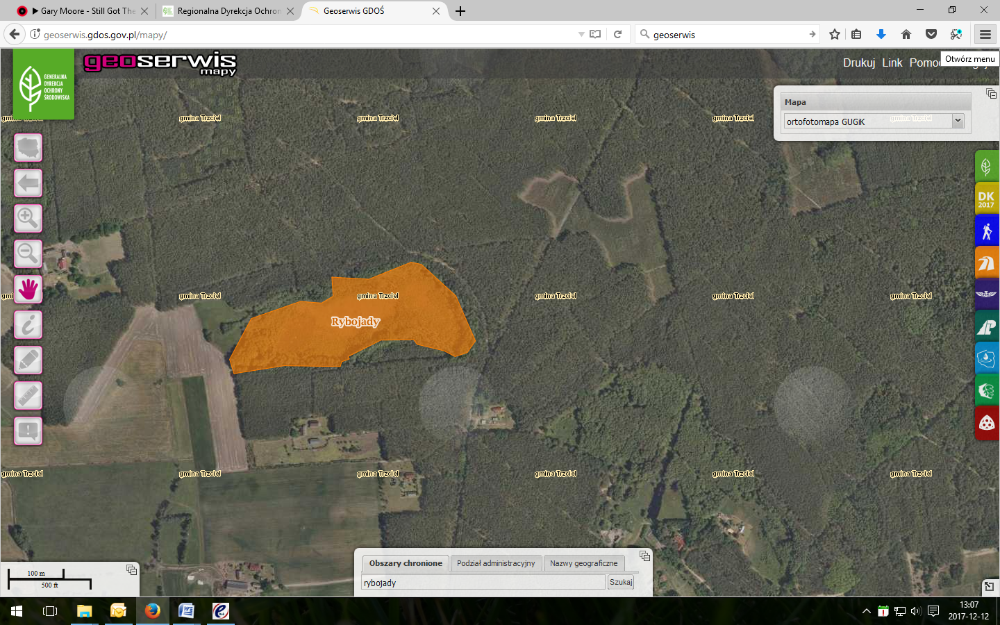 Gary Moore - Still Got The
Regionalna Dyrekcja Ochron
Geoserwis GDOŚ
geoserwis.gdos.gov.pl/mapy/
geoserwis
Otwórz menu
GENERALNA
DYREKCJA
OCHRONY
ŚRODOWISKA
geoserwis
mapy
Drukuj Link Pomoc
Mapa
ortofotomapa GUGiK
gmina Trzciel gmina Trzciel gmina Trzciel gmina Trzciel gmina Trzciel
DK
2017
gmina Trzciel gmina Trzciel gmina Trzciel gmina Trzciel gmina Trzciel
Rybojady
gmina Trzciel gmina Trzciel gmina Trzciel gmina Trzciel gmina Trzciel gmina Trzciel
100 m
500 ft
Obszary chronione Podział administracyjny Nazwy geograficzne
rybojady Szukaj
13:07
2017-12-12